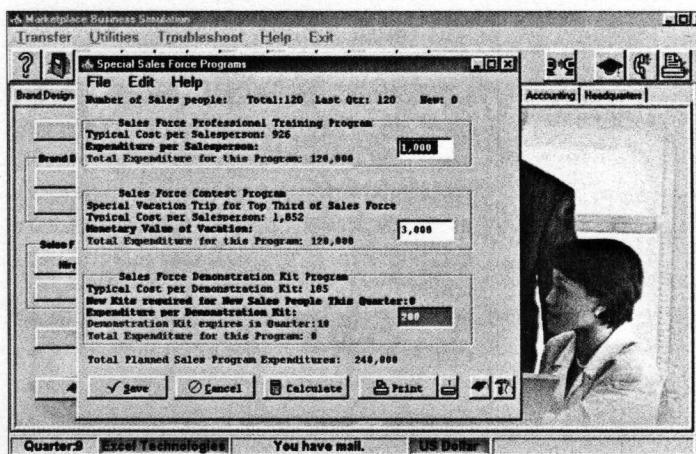 Marketplace Business Simulation
Transfer Utilities Troubleshoot Help Exit
Special Sales Force Programs
File Edit Help
Number of Sales people: Total:120 Last Qtr: 120 New: 0
Brand Design
Accounting Headquarters
Sales Force Professional Training Program
Typical Cost per Salesperson: 926
Expenditure per Salesperson: 1,000
Total Expenditure for this Program: 120,000
Sales Force Contest Program
Special Vacation Trip for Top Third of Sales Force
Typical Cost per Salesperson: 1,852
Monetary Value of Vacation: 3,000
Total Expenditure for this Program: 120,000
Sales Force Demonstration Kit Program
Typical Cost per Demonstration Kit: 185
New Kits required for New Sales People This Quarter:0
Expenditure per Demonstration Kit: 200
Demonstration Kit expires in Quarter:10
Total Expenditure for this Program: 0
Total Planned Sales Program Expenditures: 240,000
Save Cancel Calculate Print
Quarter:9 Excel Technologies You have mail. US Dollar